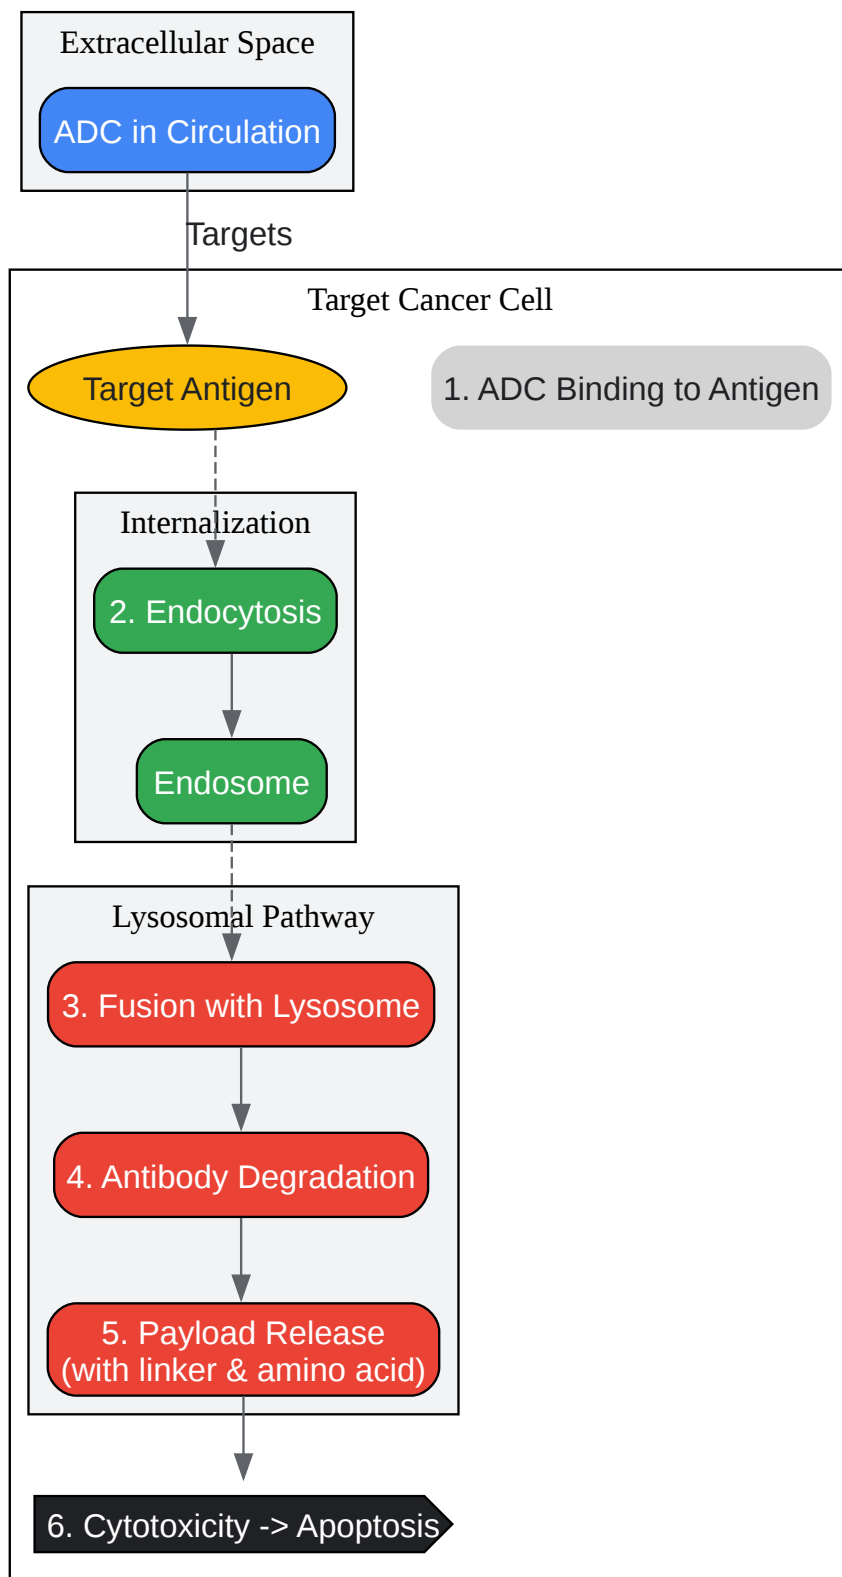 Extracellular Space
ADC in Circulation
Targets
Target Cancer Cell
Target Antigen
1. ADC Binding to Antigen
Internalization
2. Endocytosis
Endosome
Lysosomal Pathway
3. Fusion with Lysosome
4. Antibody Degradation
5. Payload Release
(with linker & amino acid)
6. Cytotoxicity -> Apoptosis